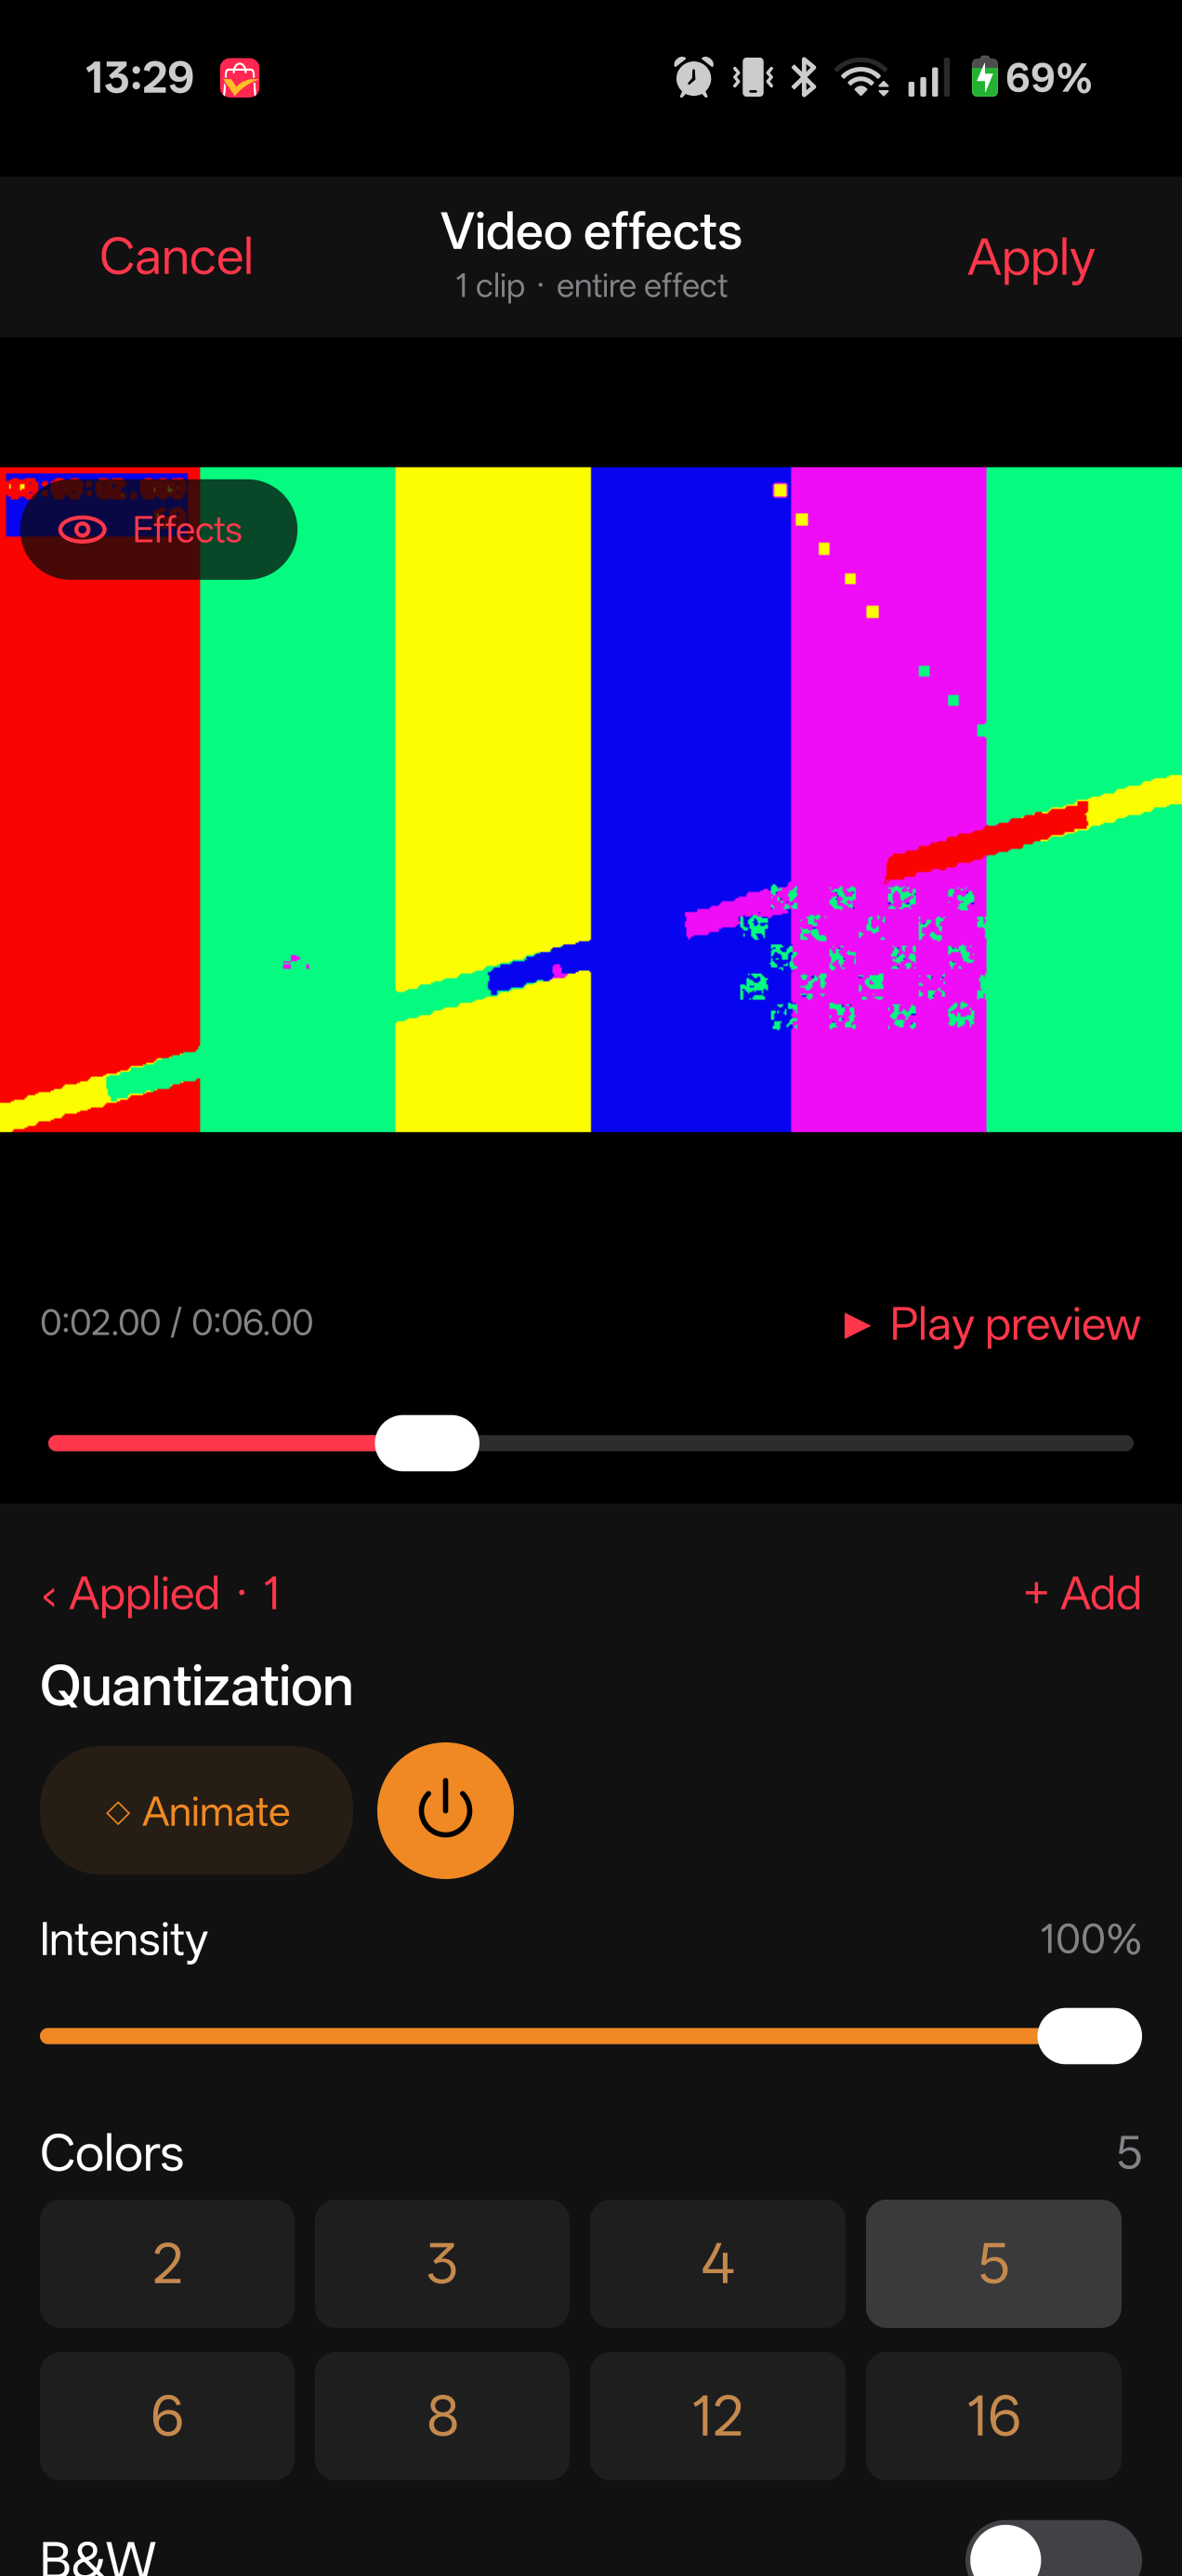 13:29
69%
Cancel
Video effects
1 clip · entire effect
Apply
Effects
0:02.00 / 0:06.00
▶ Play preview
‹ Applied · 1
+ Add
Quantization
◇ Animate
Intensity
100%
Colors
5
2
3
4
5
6
8
12
16
B&W